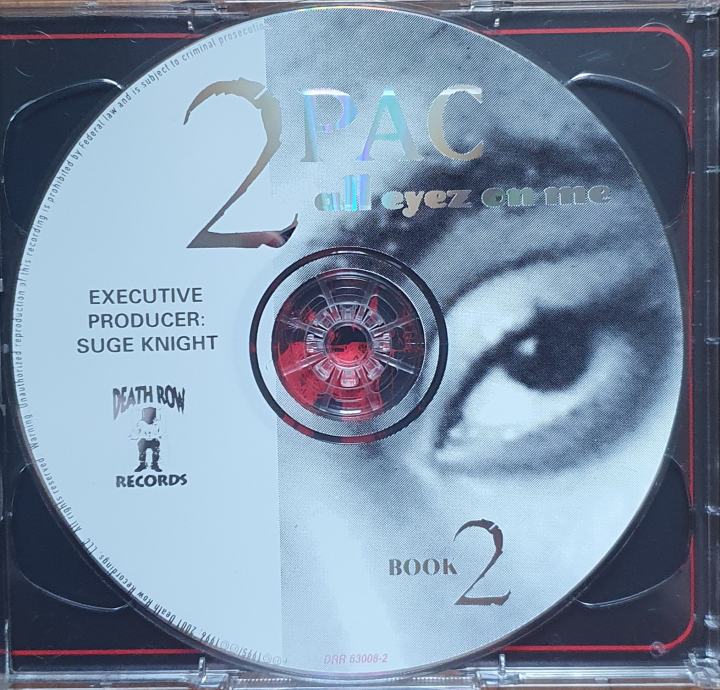 2PAC
all eyez on me
EXECUTIVE
PRODUCER:
SUGE KNIGHT
DEATH ROW
RECORDS
BOOK 2
DRR 63008-2
1996, 2001 Death Row Recordings, LLC. All rights reserved. Warning: Unauthorized reproduction of this recording is prohibited by Federal law and is subject to criminal prosecution